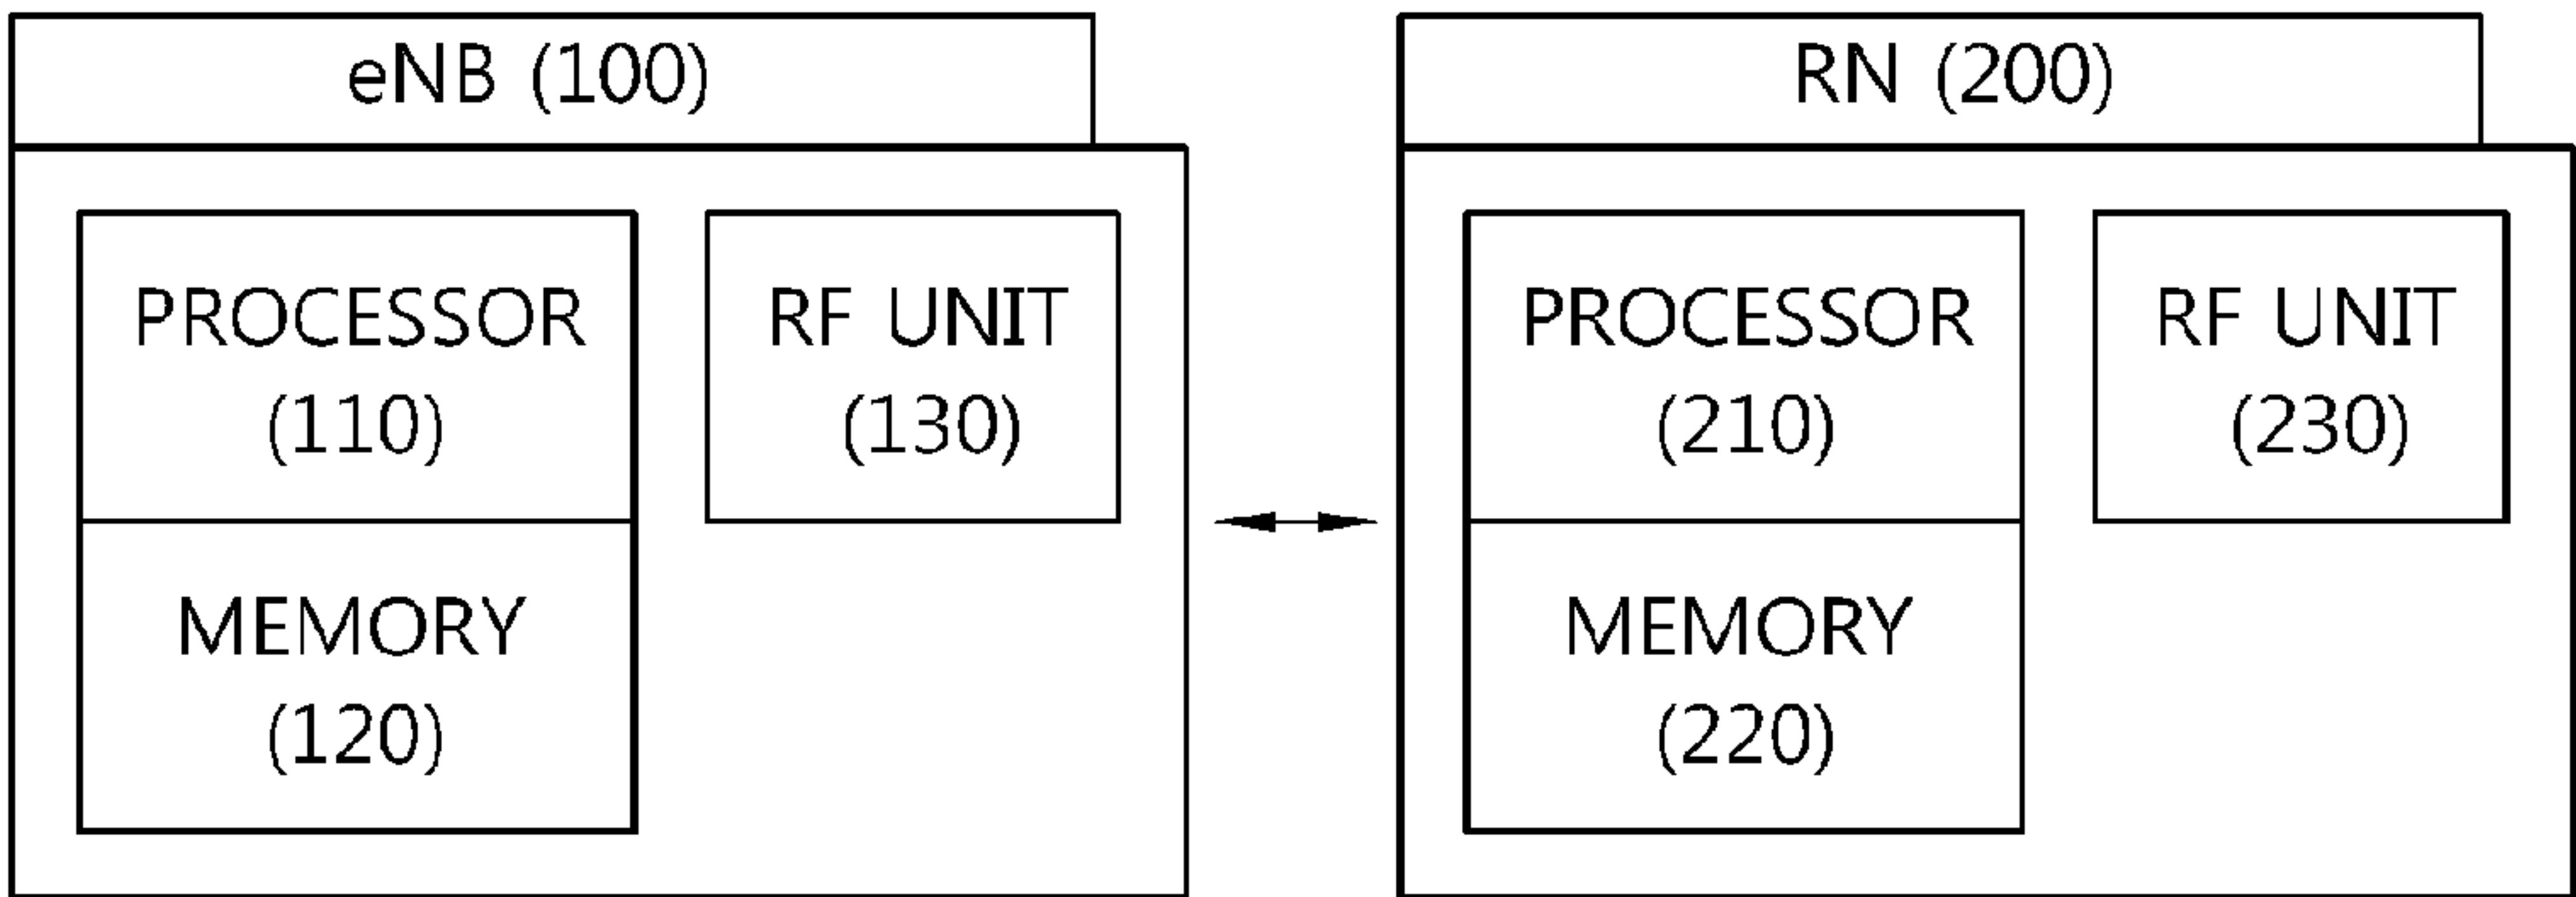 eNB (100)
PROCESSOR
(110)
RF UNIT
(130)
MEMORY
(120)
RN (200)
PROCESSOR
(210)
RF UNIT
(230)
MEMORY
(220)